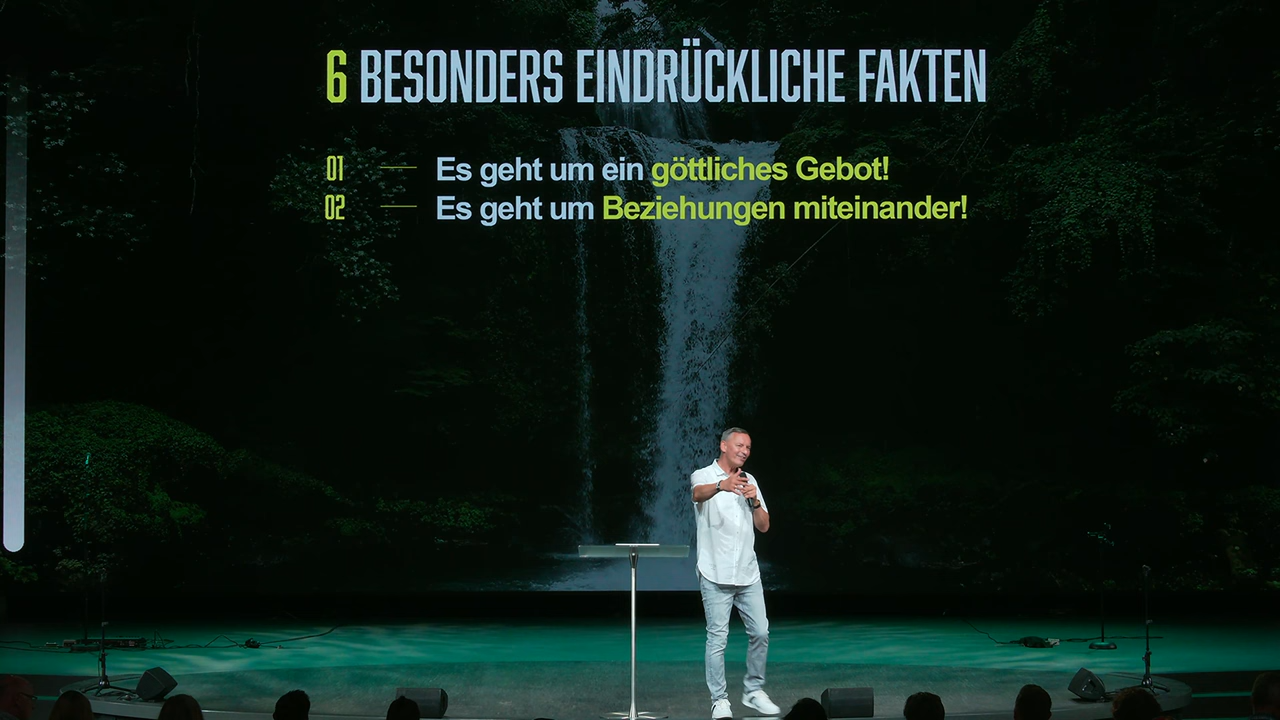 6 BESONDERS EINDRÜCKLICHE FAKTEN
01 — Es geht um ein göttliches Gebot!
02 — Es geht um Beziehungen miteinander!